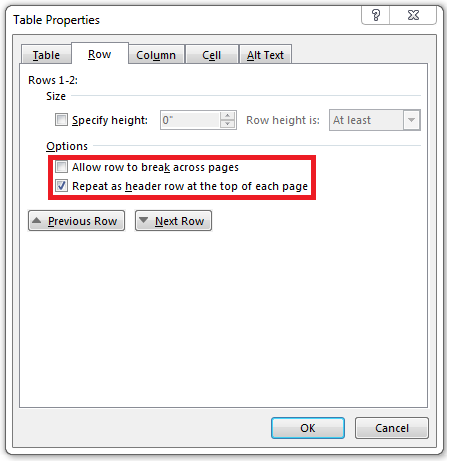 Table Properties
?
Table Row Column Cell Alt Text
Rows 1-2:
Size
Specify height: 0" Row height is: At least
Options
Allow row to break across pages
Repeat as header row at the top of each page
Previous Row Next Row
OK Cancel